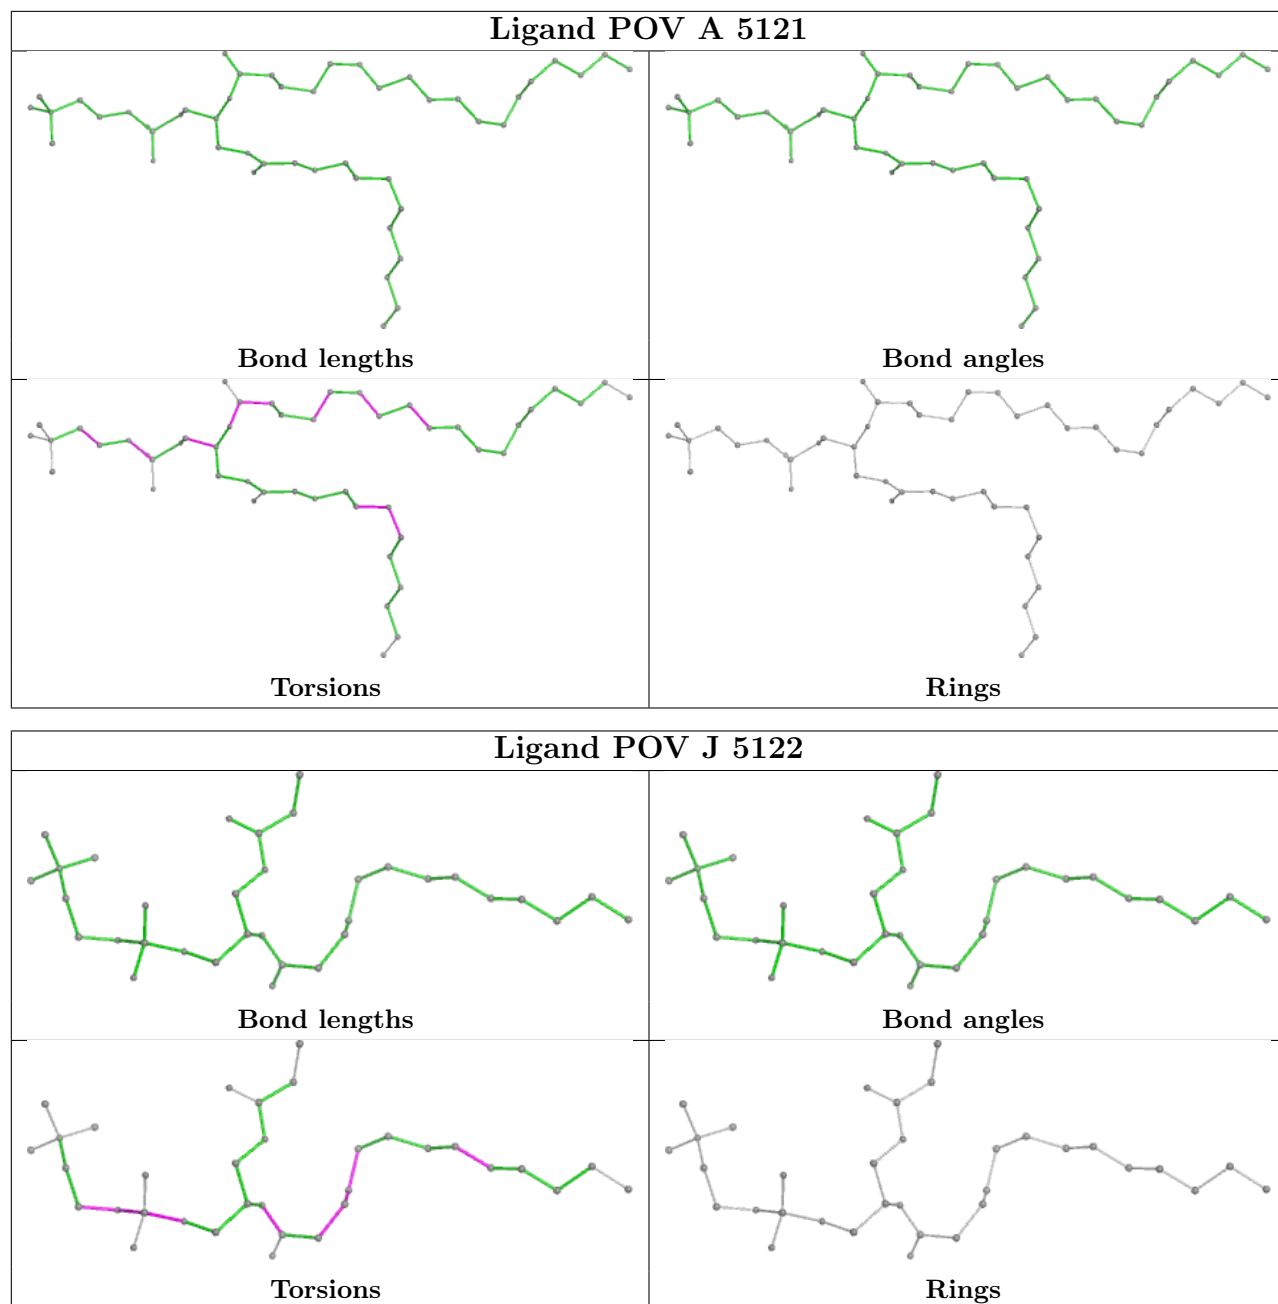 Ligand POV A 5121
Bond lengths
Bond angles
Torsions
Rings
Ligand POV J 5122
Bond lengths
Bond angles
Torsions
Rings